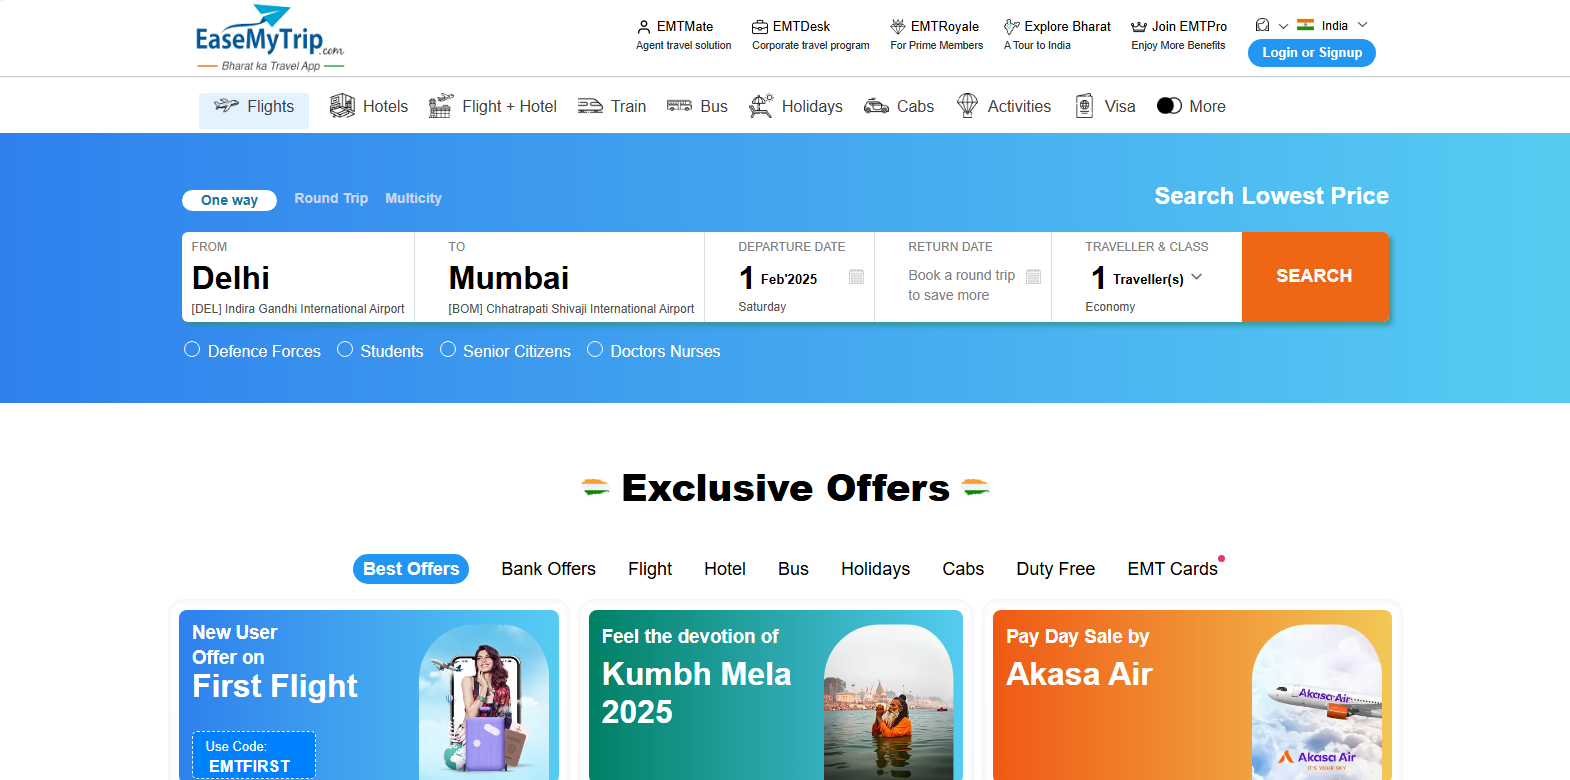 EaseMyTrip.com
Bharat ka Travel App
EMTMate
Agent travel solution
EMTDesk
Corporate travel program
EMTRoyale
For Prime Members
Explore Bharat
A Tour to India
Join EMTPro
Enjoy More Benefits
India
Login or Signup
Flights
Hotels
Flight + Hotel
Train
Bus
Holidays
Cabs
Activities
Visa
More
One way
Round Trip
Multicity
Search Lowest Price
FROM
Delhi
[DEL] Indira Gandhi International Airport
TO
Mumbai
[BOM] Chhatrapati Shivaji International Airport
DEPARTURE DATE
1 Feb'2025
Saturday
RETURN DATE
Book a round trip
to save more
TRAVELLER & CLASS
1 Traveller(s)
Economy
SEARCH
Defence Forces
Students
Senior Citizens
Doctors Nurses
Exclusive Offers
Best Offers
Bank Offers
Flight
Hotel
Bus
Holidays
Cabs
Duty Free
EMT Cards
New User
Offer on
First Flight
Use Code:
EMTFIRST
Feel the devotion of
Kumbh Mela
2025
Pay Day Sale by
Akasa Air
Akasa Air
Akasa Air
IT'S YOUR SKY